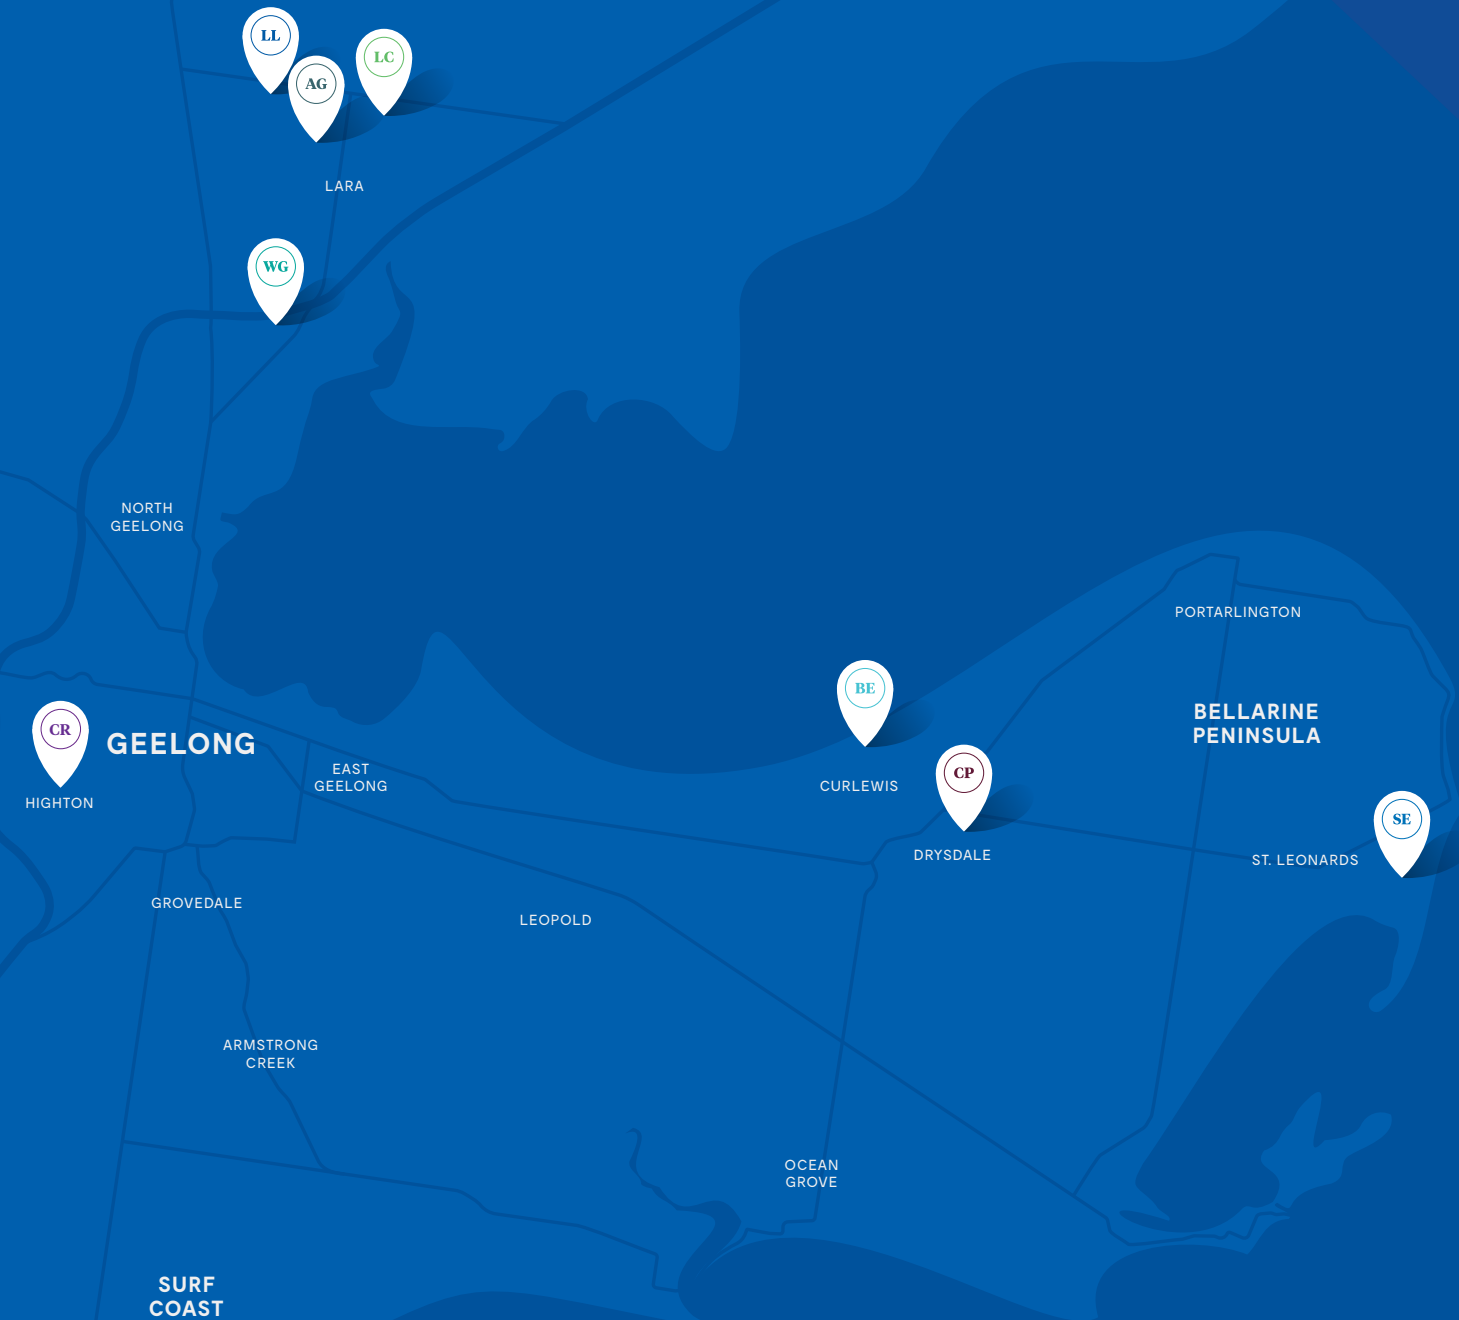 LL
LC
AG
LARA
WG
NORTH
GEELONG
PORTARLINGTON
BE
BELLARINE
PENINSULA
CR
GEELONG
EAST
GEELONG
CP
CURLEWIS
HIGHTON
SE
DRYSDALE
ST. LEONARDS
GROVEDALE
LEOPOLD
ARMSTRONG
CREEK
OCEAN
GROVE
SURF
COAST